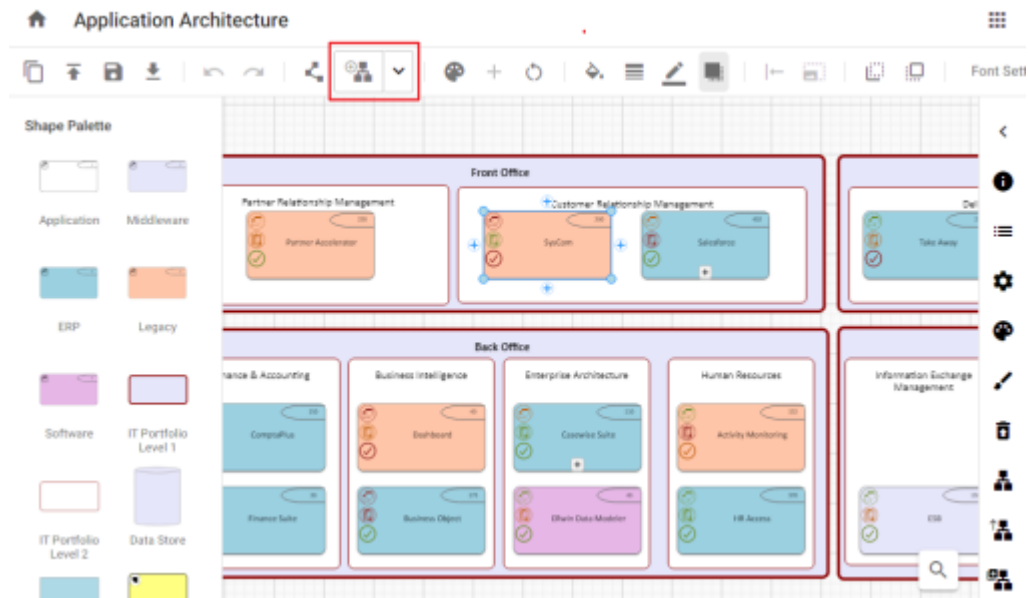 Application Architecture
Font Sett
Shape Palette
Application
Middleware
ERP
Legacy
Software
IT Portfolio
Level 1
IT Portfolio
Level 2
Data Store
Front Office
Partner Relationship Management
Customer Relationship Management
Del
Partner Accelerator
SysCom
Salesforce
Take Away
Back Office
nance & Accounting
Business Intelligence
Enterprise Architecture
Human Resources
Information Exchange
Management
ComptaPlus
Dashboard
Casewise Suite
Activity Monitoring
Finance Suite
Business Object
ERwin Data Modeler
HR Access
ESB